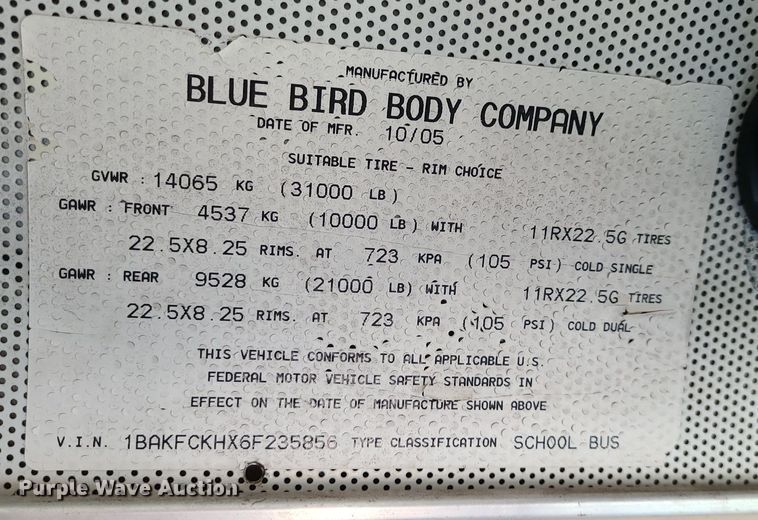 MANUFACTURED BY
BLUE BIRD BODY COMPANY
DATE OF MFR. 10/05
SUITABLE TIRE - RIM CHOICE
GVWR : 14065 KG (31000 LB)
GAWR : FRONT 4537 KG (10000 LB) WITH 11RX22.5G TIRES
22.5X8.25 RIMS. AT 723 KPA (105 PSI) COLD SINGLE
GAWR : REAR 9528 KG (21000 LB) WITH 11RX22.5G TIRES
22.5X8.25 RIMS. AT 723 KPA (105 PSI) COLD DUAL
THIS VEHICLE CONFORMS TO ALL APPLICABLE U.S.
FEDERAL MOTOR VEHICLE SAFETY STANDARDS IN
EFFECT ON THE DATE OF MANUFACTURE SHOWN ABOVE
V.I.N. 1BAKFCKHX6F235856 TYPE CLASSIFICATION SCHOOL BUS
Purple Wave Auction